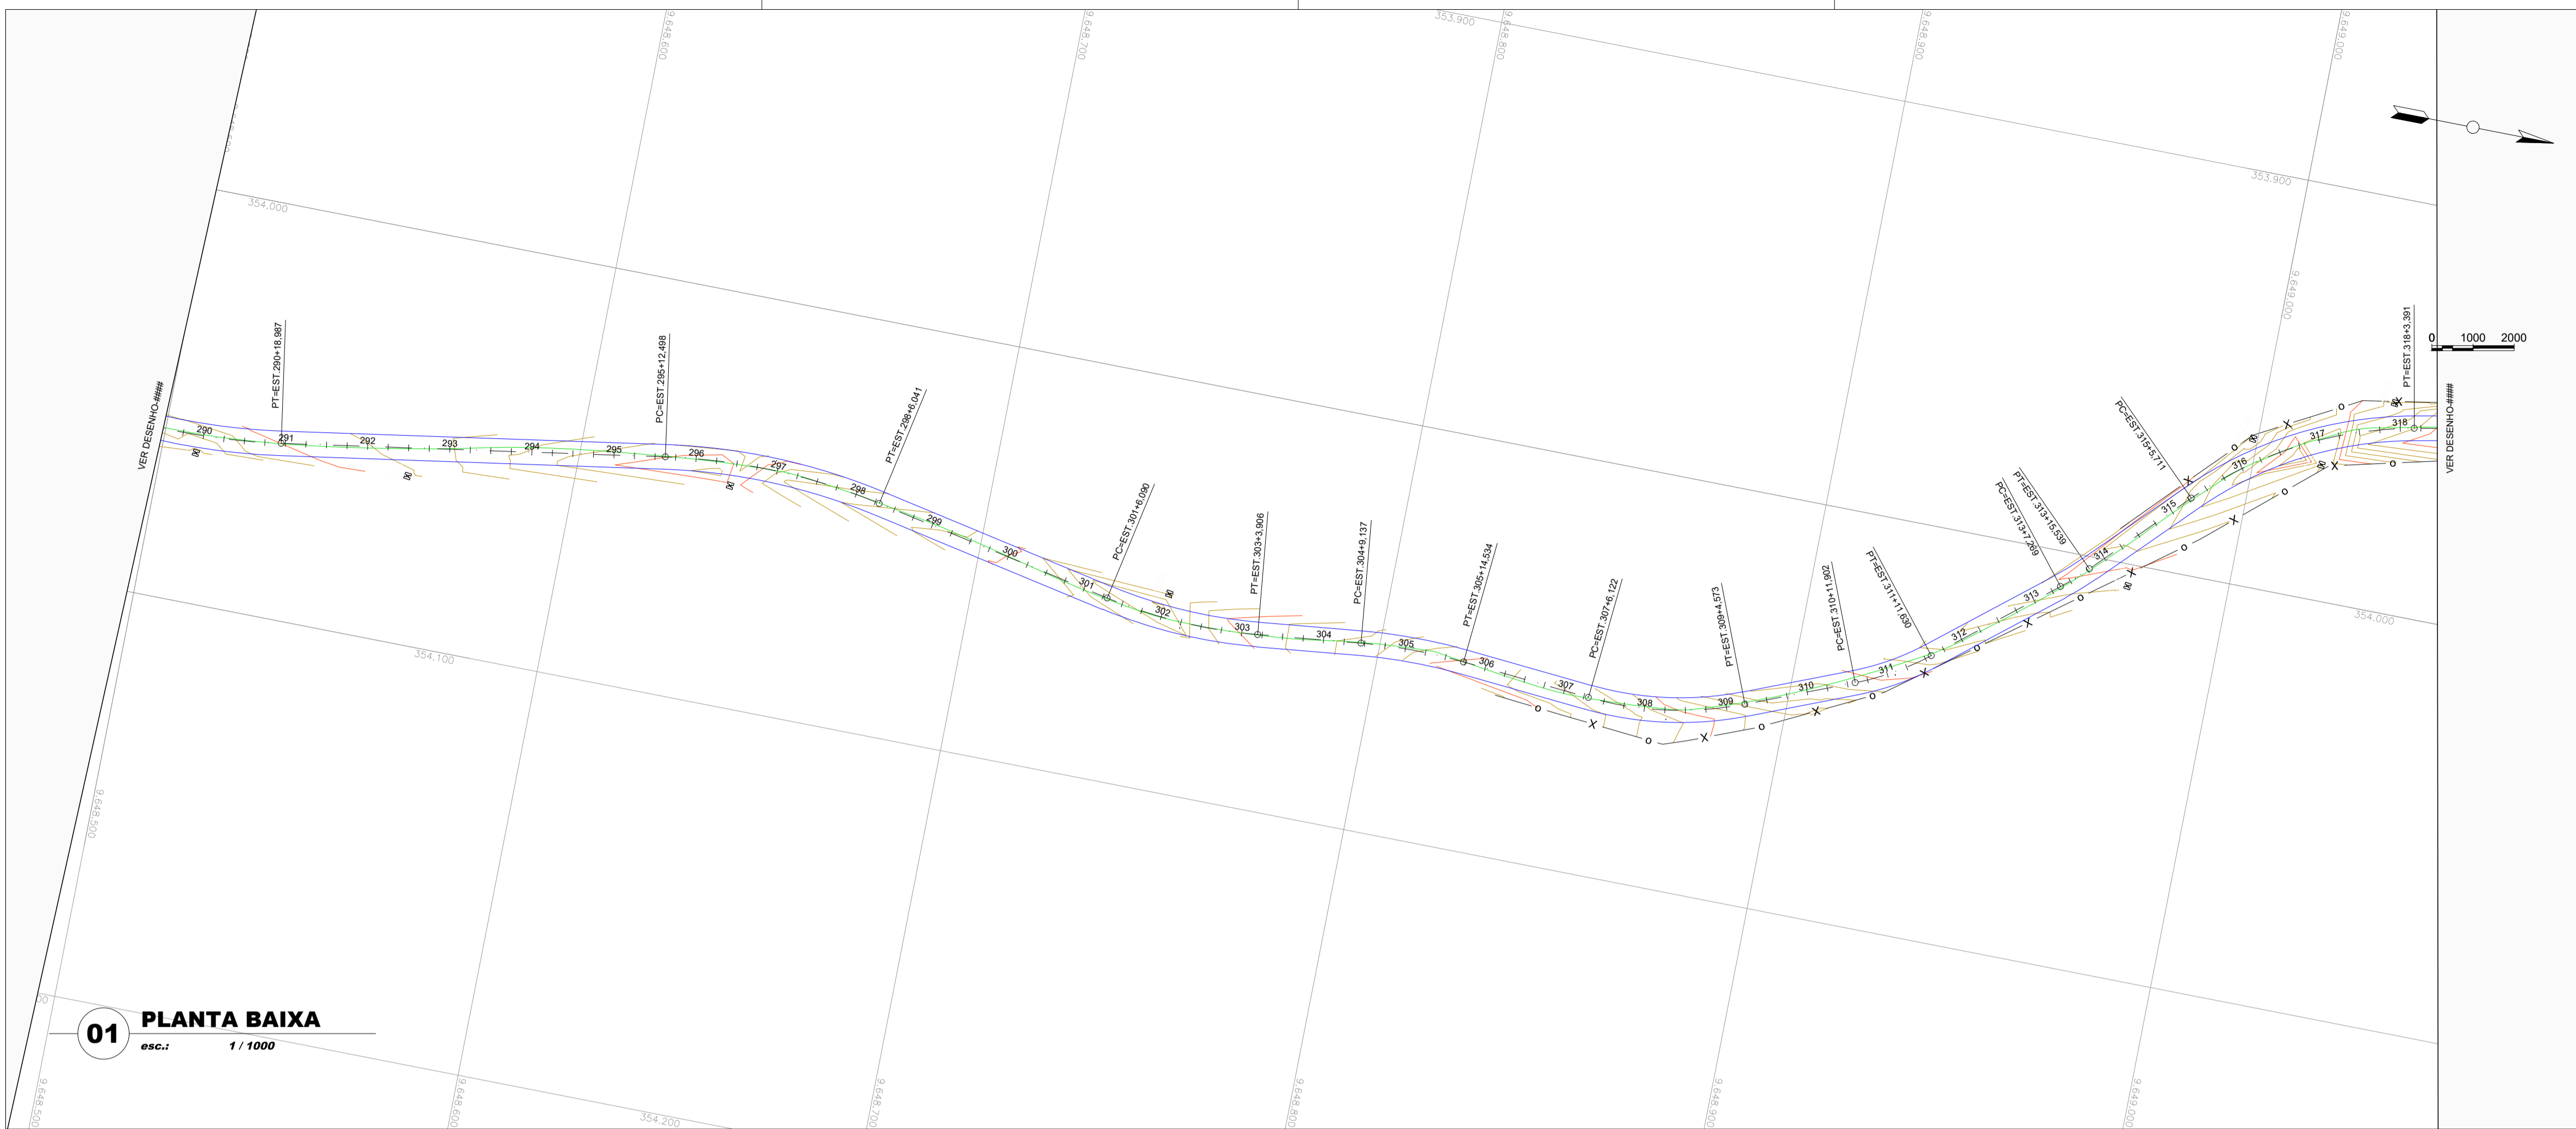 9.648.600
9.648.700
353.900
9.648.800
9.648.900
9.649.000
353.900
354.000
9.649.000
0 1000 2000
VER DESENHO-####
PT=EST.290+18,987
PC=EST.295+12,498
PT=EST.298+6,041
PC=EST.301+6,090
PT=EST.303+3,906
PC=EST.304+9,137
PT=EST.305+14,534
PC=EST.307+6,122
PT=EST.309+4,573
PC=EST.310+11,902
PT=EST.311+11,630
PC=EST.313+7,269
PT=EST.313+15,539
PC=EST.315+5,711
PT=EST.318+3,391
VER DESENHO-####
290
291
292
293
294
295
296
297
298
299
300
301
302
303
304
305
306
307
308
309
310
311
312
313
314
315
316
317
318
354.000
354.100
9.648.500
01
PLANTA BAIXA
esc.: 1 / 1000
9.648.500
9.648.600
354.200
9.648.700
9.648.800
9.648.900
9.649.000